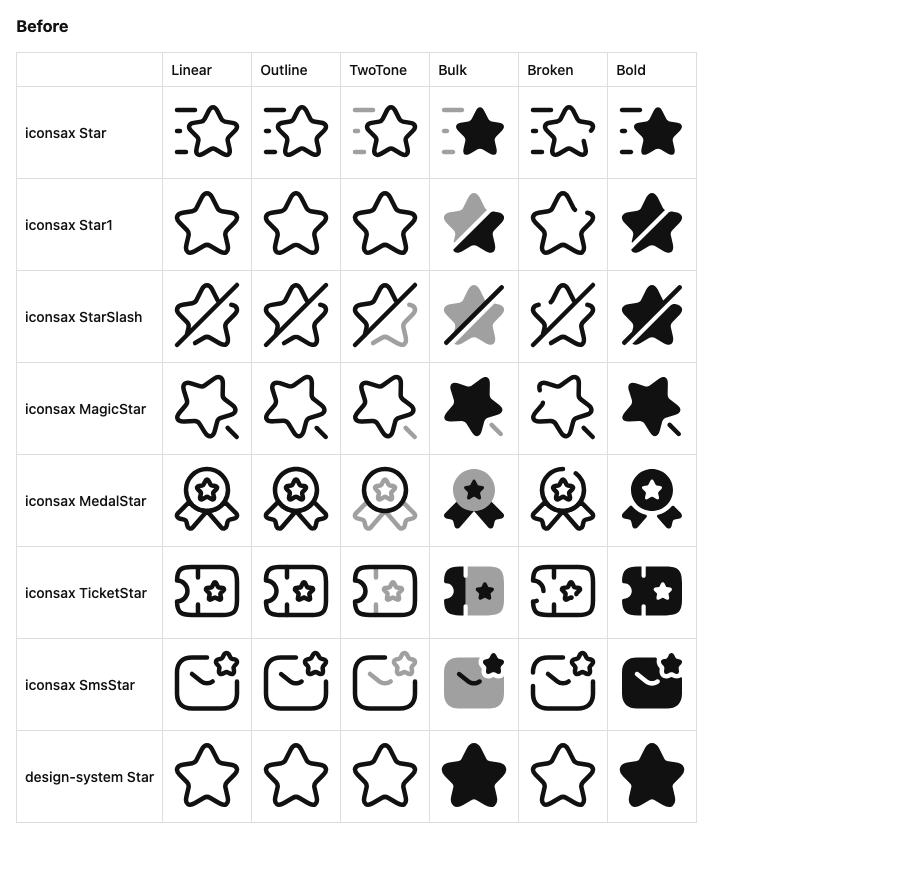 Before
Linear Outline TwoTone Bulk Broken Bold
iconsax Star
iconsax Star1
iconsax StarSlash
iconsax MagicStar
iconsax MedalStar
iconsax TicketStar
iconsax SmsStar
design-system Star